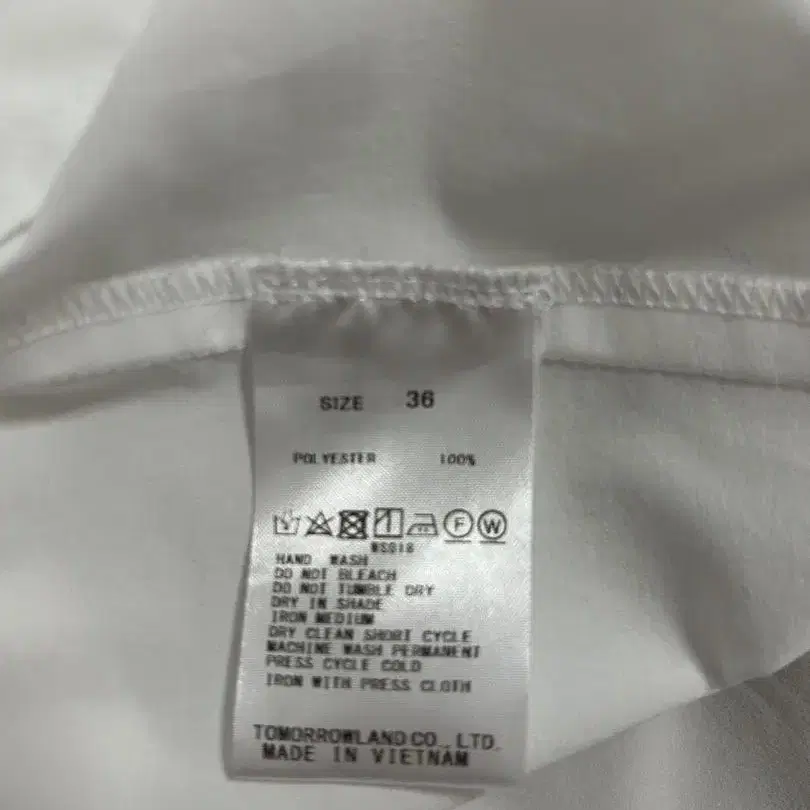 SIZE 36
POLYESTER 100%
F W
WSS18
HAND WASH
DO NOT BLEACH
DO NOT TUMBLE DRY
DRY IN SHADE
IRON MEDIUM
DRY CLEAN SHORT CYCLE
MACHINE WASH PERMANENT
PRESS CYCLE COLD
IRON WITH PRESS CLOTH
TOMORROWLAND CO., LTD.
MADE IN VIETNAM